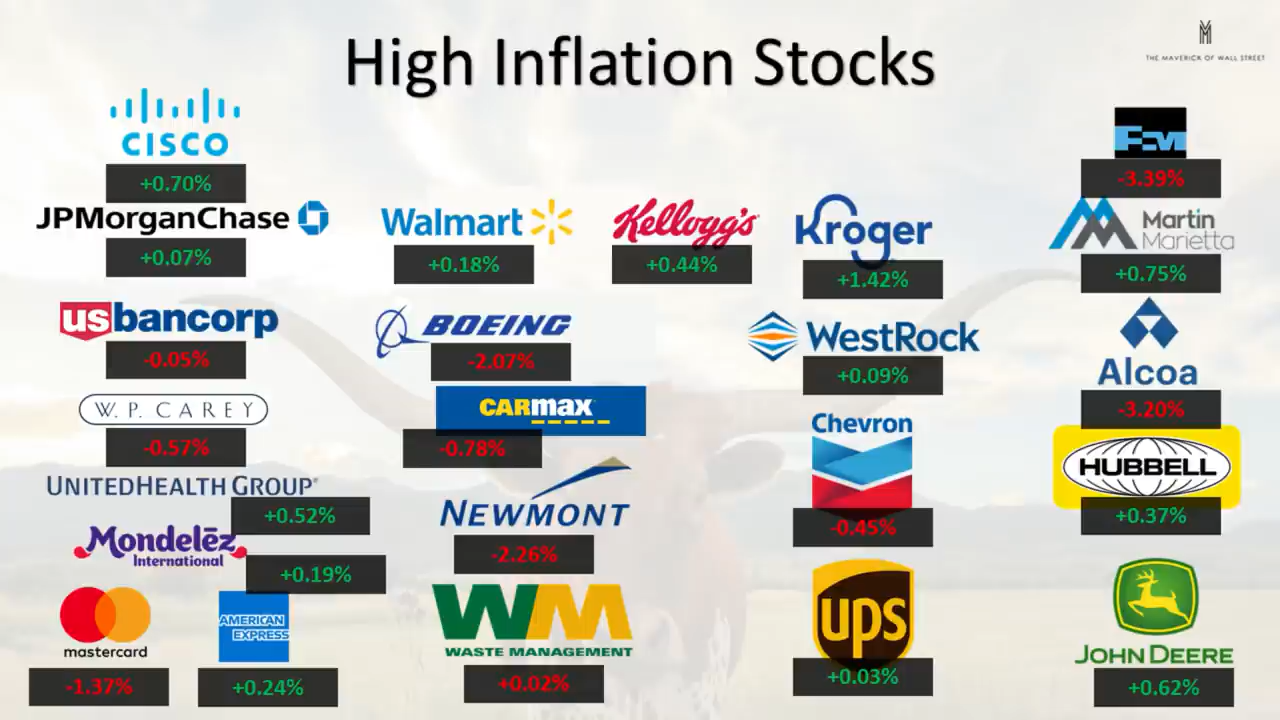 High Inflation Stocks
THE MAVERICK OF WALL STREET
CISCO
+0.70%
JPMorganChase
+0.07%
usbancorp
-0.05%
W. P. CAREY
-0.57%
UNITEDHEALTH GROUP®
+0.52%
Mondelēz
International
+0.19%
mastercard
-1.37%
AMERICAN
EXPRESS
+0.24%
Walmart
+0.18%
Kellogg's
+0.44%
BOEING
-2.07%
CARMAX
-0.78%
NEWMONT
-2.26%
WM
WASTE MANAGEMENT
+0.02%
Kroger
+1.42%
WestRock
+0.09%
Chevron
-0.45%
ups
+0.03%
-3.39%
Martin
Marietta
+0.75%
Alcoa
-3.20%
HUBBELL
+0.37%
JOHN DEERE
+0.62%